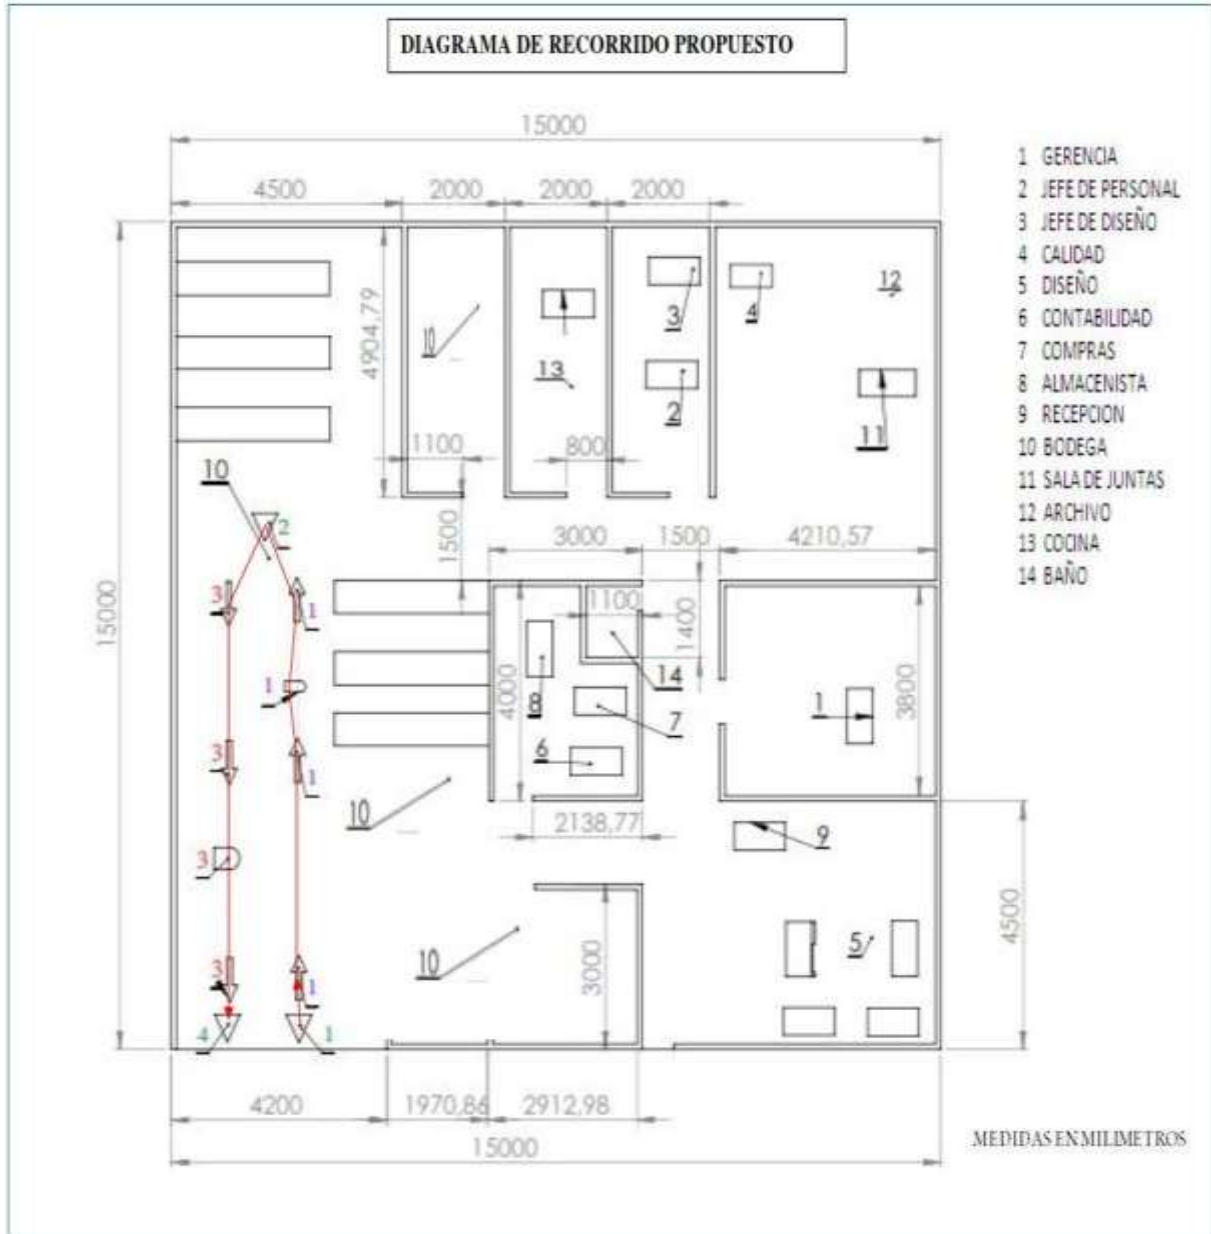 DIAGRAMA DE RECORRIDO PROPUESTO
15000
4500 2000 2000 2000
1 GERENCIA
2 JEFE DE PERSONAL
3 JEFE DE DISEÑO
4 CALIDAD
5 DISEÑO
6 CONTABILIDAD
7 COMPRAS
8 ALMACENISTA
9 RECEPCION
10 BODEGA
11 SALA DE JUNTAS
12 ARCHIVO
13 COCINA
14 BAÑO
12
3 4
4904,79
10
13
2
11
1100 800
10
2
1500
3000 1500 4210,57
15000
3
1
1100
1400
14
1
4000
8
7
1
3800
3
1
6
10
2138,77
9
3
4500
5
10
3000
3
1
4
1
4200 1970,86 2912,98
15000
MEDIDAS EN MILIMETROS